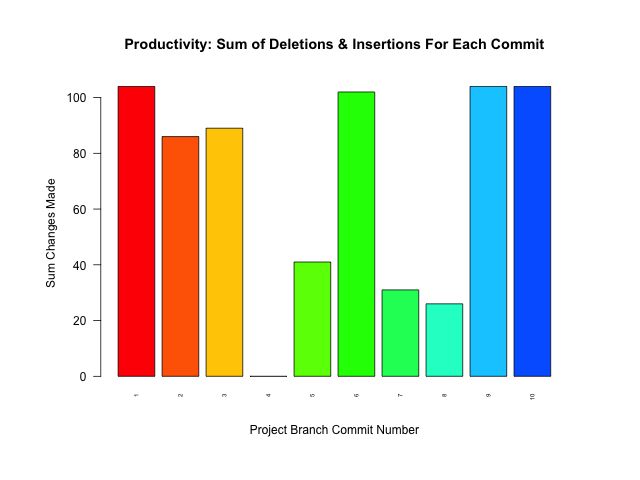 Productivity: Sum of Deletions & Insertions For Each Commit
Sum Changes Made
100
80
60
40
20
0
1 2 3 4 5 6 7 8 9 10
Project Branch Commit Number